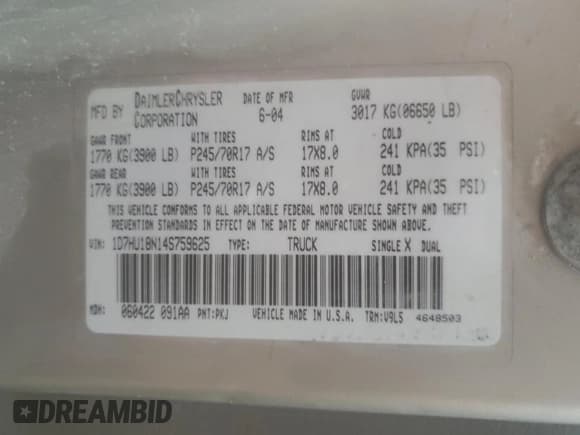 MFD BY DAIMLERCHRYSLER CORPORATION DATE OF MFR 6-04 GVWR 3017 KG(06650 LB)
GAWR FRONT WITH TIRES RIMS AT COLD
1770 KG(3900 LB) P245/70R17 A/S 17X8.0 241 KPA(35 PSI)
GAWR REAR WITH TIRES RIMS AT COLD
1770 KG(3900 LB) P245/70R17 A/S 17X8.0 241 KPA(35 PSI)
THIS VEHICLE CONFORMS TO ALL APPLICABLE FEDERAL MOTOR VEHICLE SAFETY AND THEFT
PREVENTION STANDARDS IN EFFECT ON THE DATE OF MANUFACTURE SHOWN ABOVE
VIN: 1D7HU18N14S759625 TYPE: TRUCK SINGLE X DUAL
MDH: 060422 091AA PNT:PKJ VEHICLE MADE IN U.S.A. TRM:V9L5 4648503
DREAMBID